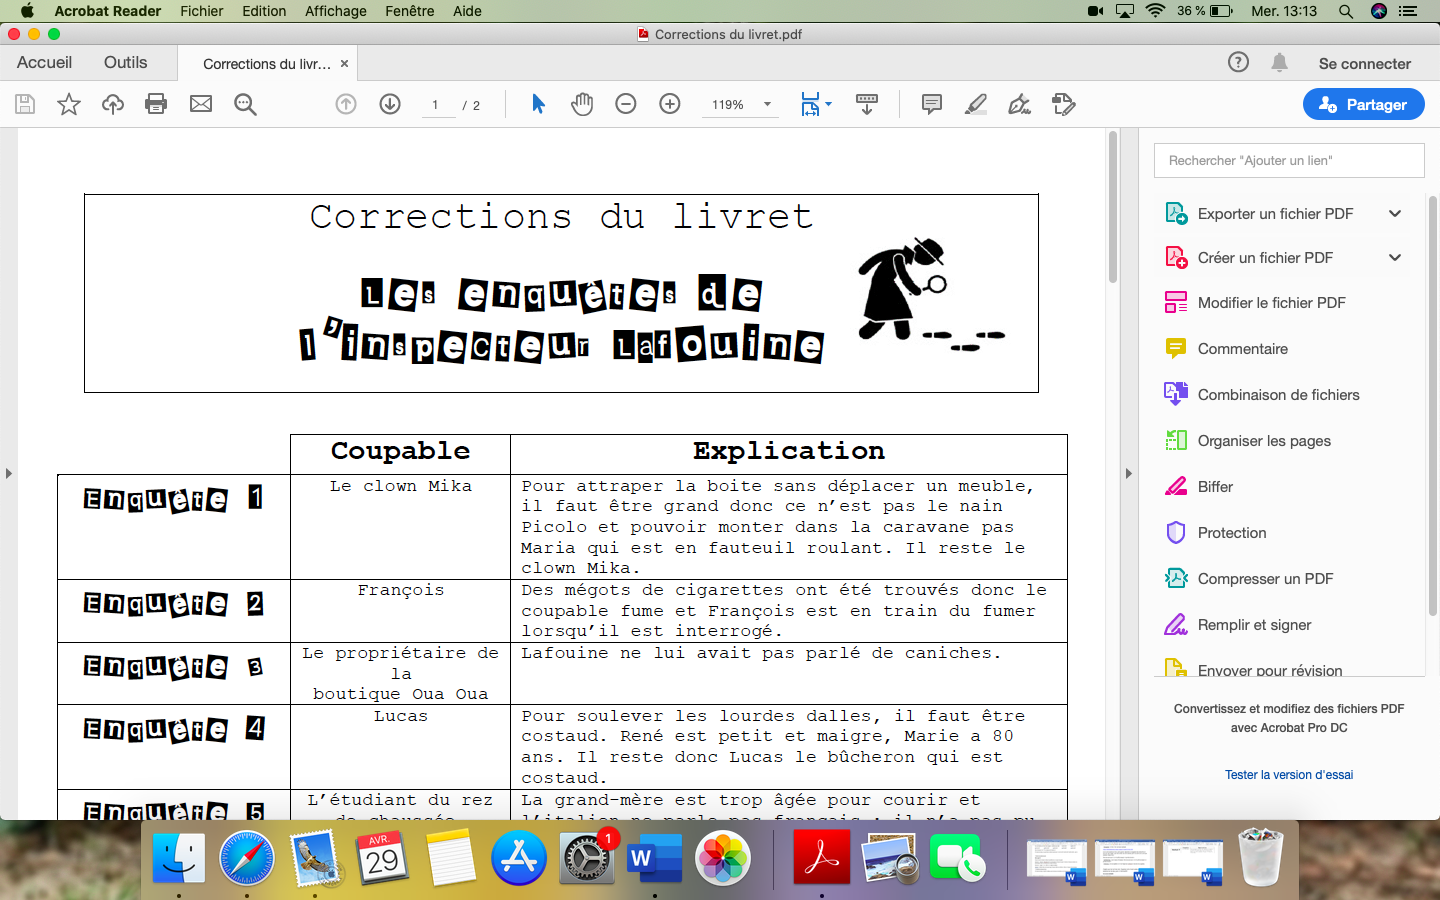 Acrobat Reader Fichier Edition Affichage Fenêtre Aide 36 % Mer. 13:13
Corrections du livret.pdf
Accueil Outils Corrections du livr... × ? Se connecter
1 / 2 119% Partager
Rechercher "Ajouter un lien"
Exporter un fichier PDF
Créer un fichier PDF
Modifier le fichier PDF
Commentaire
Combinaison de fichiers
Organiser les pages
Biffer
Protection
Compresser un PDF
Remplir et signer
Envoyer pour révision
Convertissez et modifiez des fichiers PDF
avec Acrobat Pro DC
Tester la version d'essai
Corrections du livret
Les enquêtes de
l'inspecteur Lafouine
Coupable Explication
Enquête 1
Le clown Mika
Pour attraper la boite sans déplacer un meuble,
il faut être grand donc ce n’est pas le nain
Picolo et pouvoir monter dans la caravane pas
Maria qui est en fauteuil roulant. Il reste le
clown Mika.
Enquête 2
François
Des mégots de cigarettes ont été trouvés donc le
coupable fume et François est en train du fumer
lorsqu’il est interrogé.
Enquête 3
Le propriétaire de
la
boutique Oua Oua
Lafouine ne lui avait pas parlé de caniches.
Enquête 4
Lucas
Pour soulever les lourdes dalles, il faut être
costaud. René est petit et maigre, Marie a 80
ans. Il reste donc Lucas le bûcheron qui est
costaud.
Enquête 5
L’étudiant du rez
de chaussée
La grand-mère est trop âgée pour courir et
l’italien ne parle pas français : il n’a pas pu
AVR.
29
1
W
W
W
W